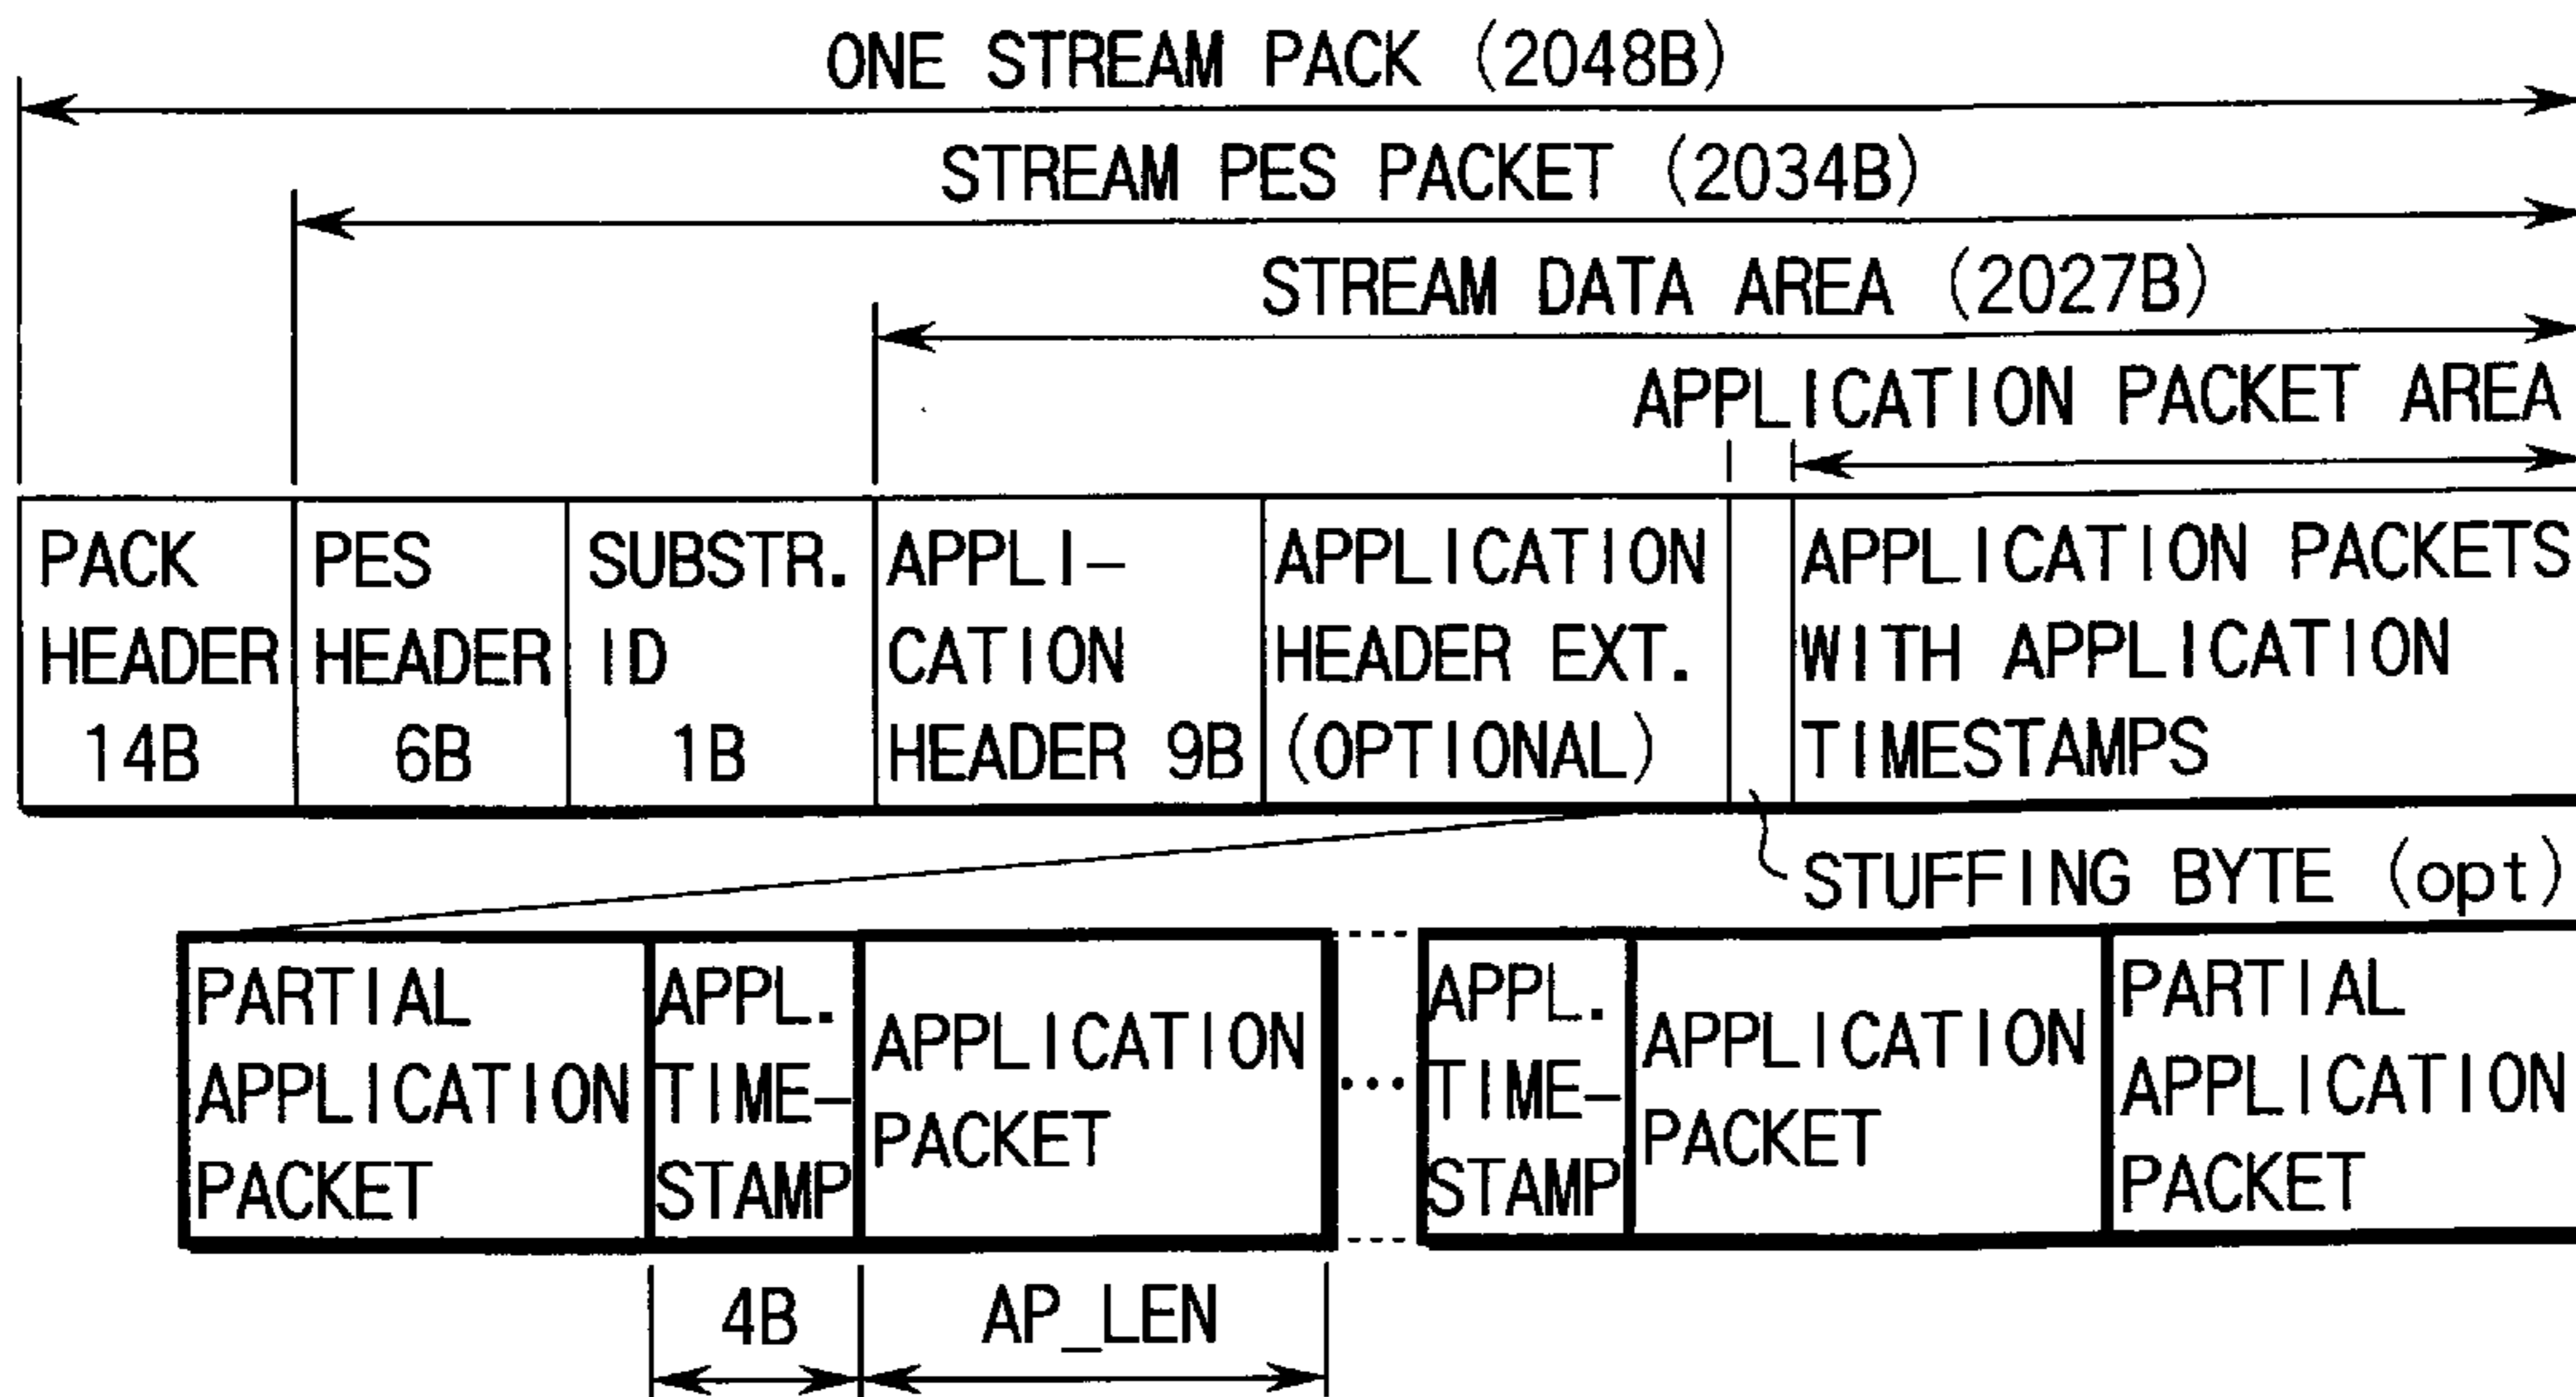 ONE STREAM PACK (2048B)
STREAM PES PACKET (2034B)
STREAM DATA AREA (2027B)
APPLICATION PACKET AREA
PACK
HEADER
14B
PES
HEADER
6B
SUBSTR.
ID
1B
APPLI-
CATION
HEADER 9B
APPLICATION
HEADER EXT.
(OPTIONAL)
APPLICATION PACKETS
WITH APPLICATION
TIMESTAMPS
STUFFING BYTE (opt)
PARTIAL
APPLICATION
PACKET
APPL.
TIME-
STAMP
APPLICATION
PACKET
...
APPL.
TIME-
STAMP
APPLICATION
PACKET
PARTIAL
APPLICATION
PACKET
4B
AP_LEN